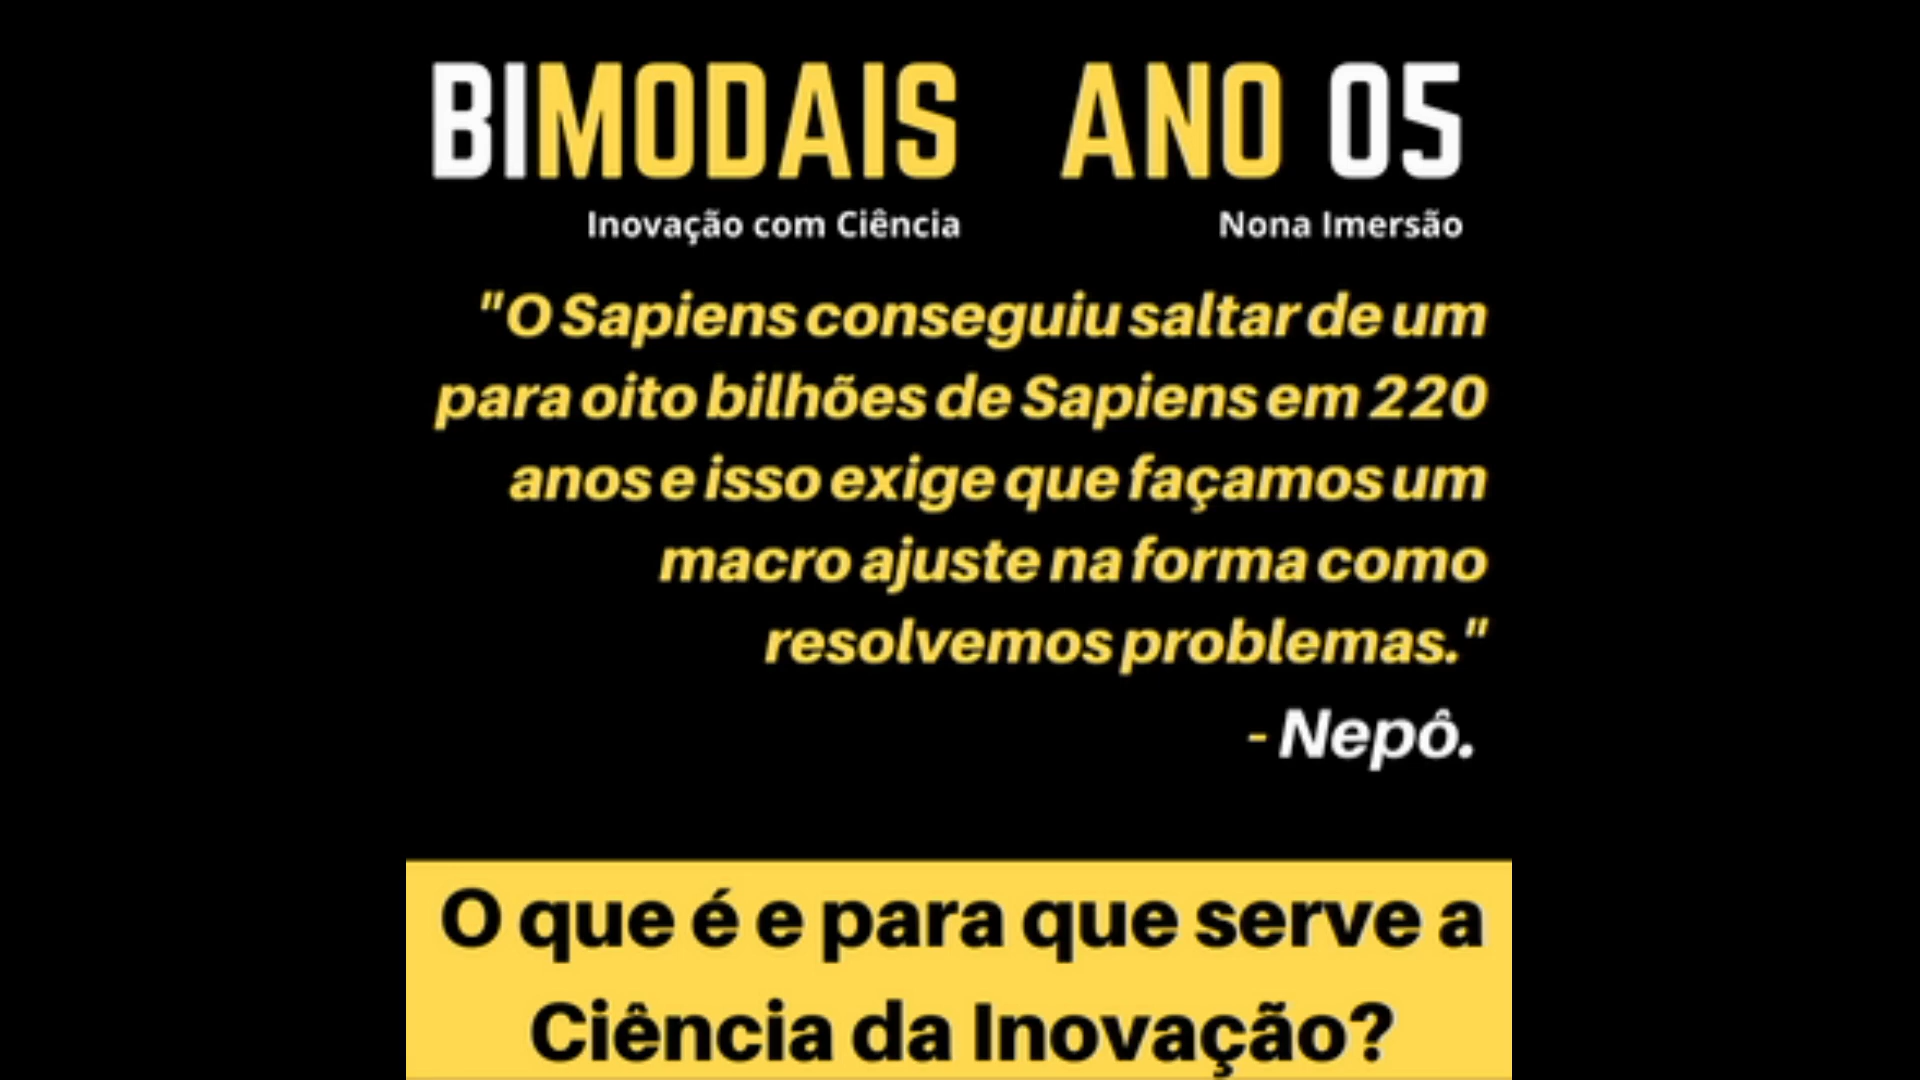 BIMODAIS ANO 05
Inovação com Ciência Nona Imersão
"O Sapiens conseguiu saltar de um
para oito bilhões de Sapiens em 220
anos e isso exige que façamos um
macro ajuste na forma como
resolvemos problemas."
- Nepô.
O que é e para que serve a
Ciência da Inovação?